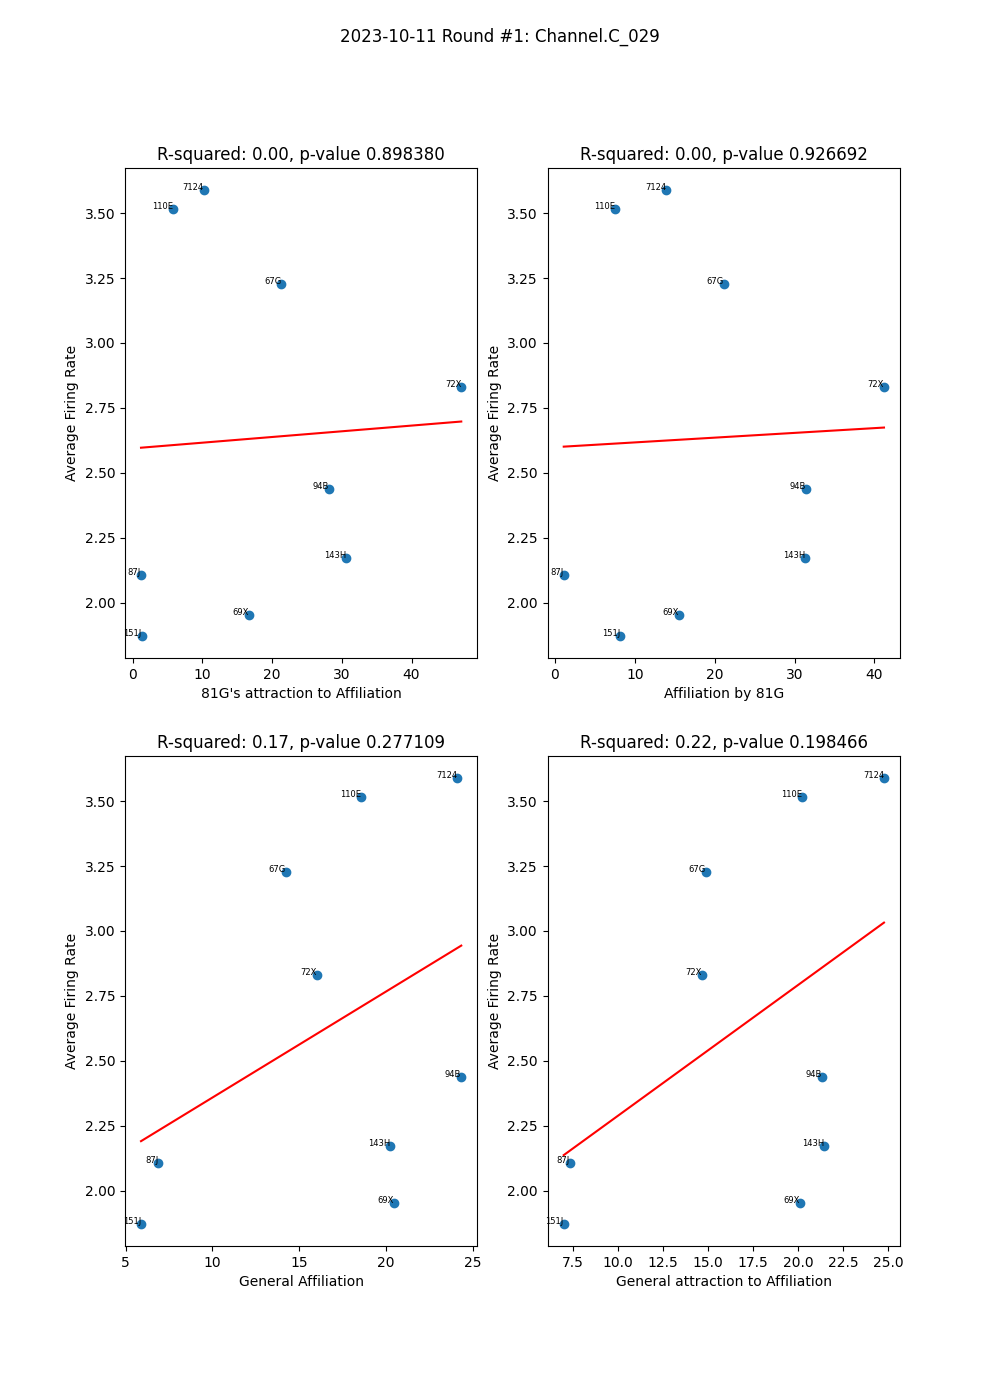 2023-10-11 Round #1: Channel.C_029
R-squared: 0.00, p-value 0.898380
7124
110E
67G
72X
94B
143H
87J
69X
151J
3.50
3.25
3.00
2.75
2.50
2.25
2.00
Average Firing Rate
0 10 20 30 40
81G's attraction to Affiliation
R-squared: 0.00, p-value 0.926692
7124
110E
67G
72X
94B
143H
87J
69X
151J
3.50
3.25
3.00
2.75
2.50
2.25
2.00
Average Firing Rate
0 10 20 30 40
Affiliation by 81G
R-squared: 0.17, p-value 0.277109
7124
110E
67G
72X
94B
143H
87J
69X
151J
3.50
3.25
3.00
2.75
2.50
2.25
2.00
Average Firing Rate
5 10 15 20 25
General Affiliation
R-squared: 0.22, p-value 0.198466
7124
110E
67G
72X
94B
143H
87J
69X
151J
3.50
3.25
3.00
2.75
2.50
2.25
2.00
Average Firing Rate
7.5 10.0 12.5 15.0 17.5 20.0 22.5 25.0
General attraction to Affiliation